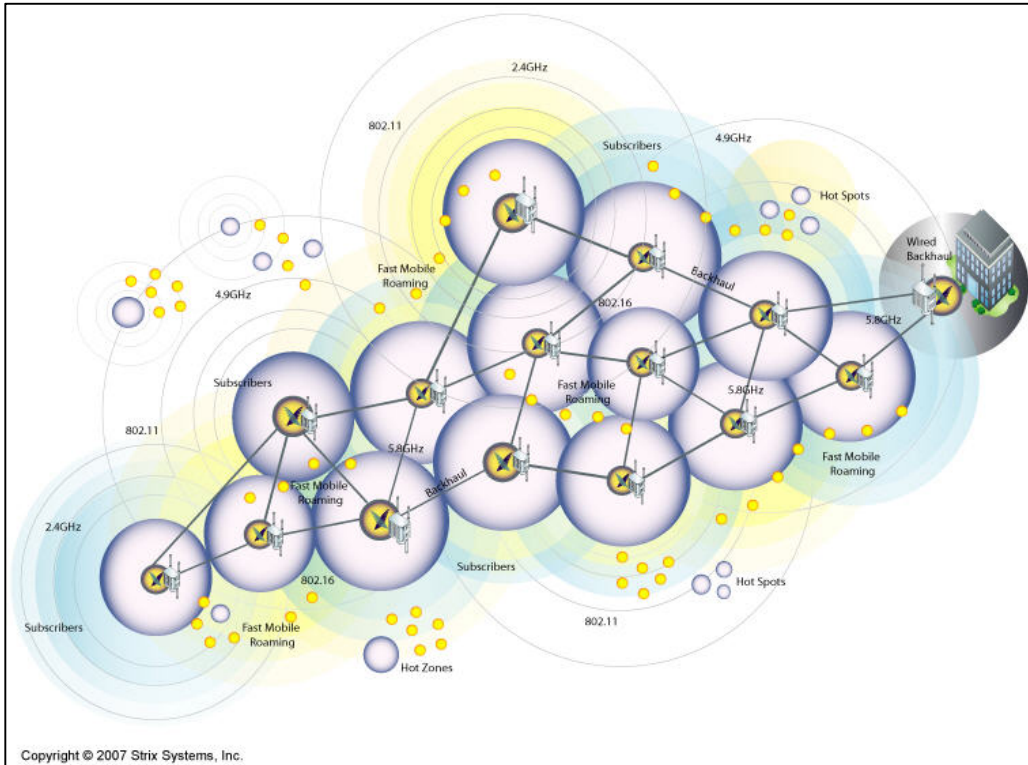 2.4GHz
802.11
4.9GHz
Subscribers
Hot Spots
Wired
Backhaul
Fast Mobile
Roaming
Backhaul
4.9GHz
802.16
5.8GHz
Subscribers
5.8GHz
Fast Mobile
Roaming
802.11
5.8GHz
Fast Mobile
Roaming
Fast Mobile
Roaming
Backhaul
2.4GHz
Subscribers
802.16
Hot Spots
Subscribers
Fast Mobile
Roaming
802.11
Hot Zones
Copyright © 2007 Strix Systems, Inc.